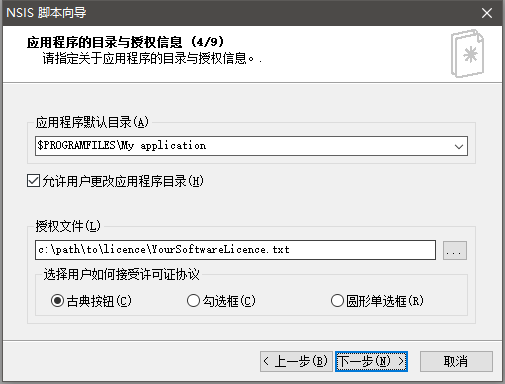 NSIS 脚本向导
应用程序的目录与授权信息 (4/9)
请指定关于应用程序的目录与授权信息。.
应用程序默认目录(A)
$PROGRAMFILES\My application
允许用户更改应用程序目录(H)
授权文件(L)
c:\path\to\licence\YourSoftwareLicence.txt
...
选择用户如何接受许可证协议
古典按钮(C) 勾选框(C) 圆形单选框(R)
< 上一步(B) 下一步(N) > 取消